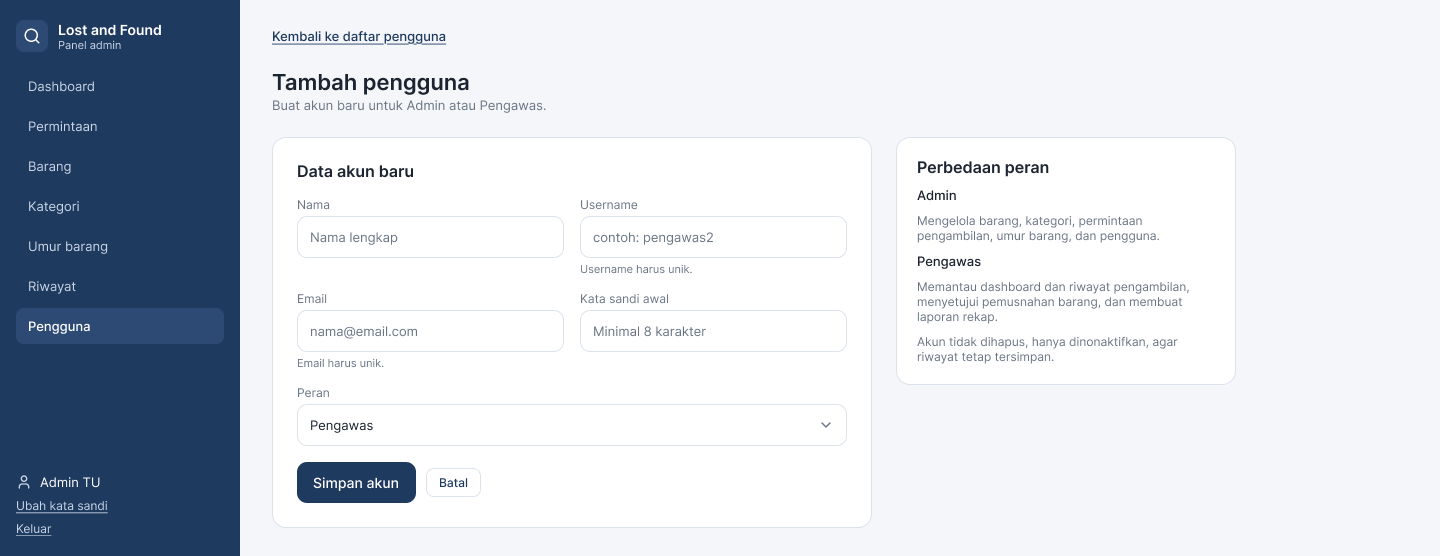 Lost and Found
Panel admin
Dashboard
Permintaan
Barang
Kategori
Umur barang
Riwayat
Pengguna
Admin TU
Ubah kata sandi
Keluar
Kembali ke daftar pengguna
Tambah pengguna
Buat akun baru untuk Admin atau Pengawas.
Data akun baru
Nama
Nama lengkap
Username
contoh: pengawas2
Username harus unik.
Email
nama@email.com
Email harus unik.
Kata sandi awal
Minimal 8 karakter
Peran
Pengawas
Simpan akun
Batal
Perbedaan peran
Admin
Mengelola barang, kategori, permintaan
pengambilan, umur barang, dan pengguna.
Pengawas
Memantau dashboard dan riwayat pengambilan,
menyetujui pemusnahan barang, dan membuat
laporan rekap.
Akun tidak dihapus, hanya dinonaktifkan, agar
riwayat tetap tersimpan.